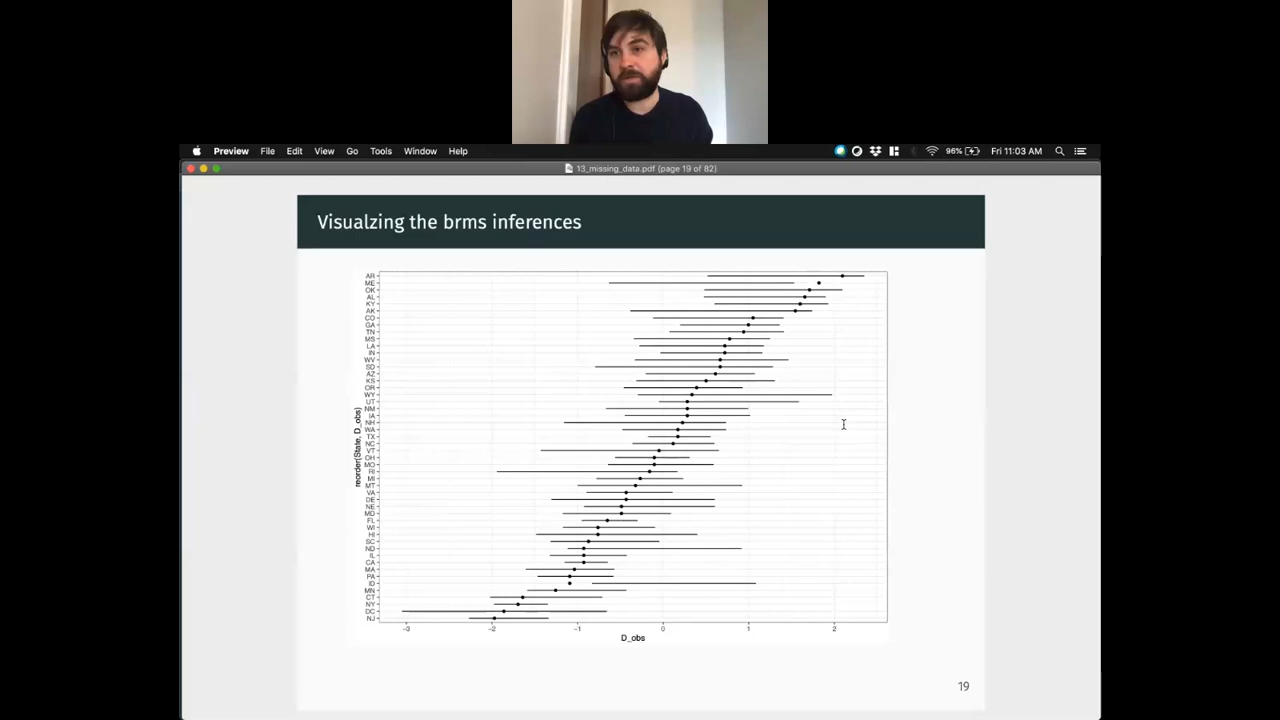 Preview File Edit View Go Tools Window Help 96% Fri 11:03 AM
13_missing_data.pdf (page 19 of 82)
Visualzing the brms inferences
AR
ME
OK
AL
KY
AK
CO
GA
TN
MS
LA
IN
WV
SD
AZ
KS
OR
WY
UT
NM
IA
NH
WA
TX
NC
VT
OH
MO
RI
MI
MT
VA
DE
NE
MD
FL
WI
HI
SC
ND
IL
CA
MA
PA
ID
MN
CT
NY
DC
NJ
reorder(State, D_obs)
−3 −2 −1 0 1 2
D_obs
19